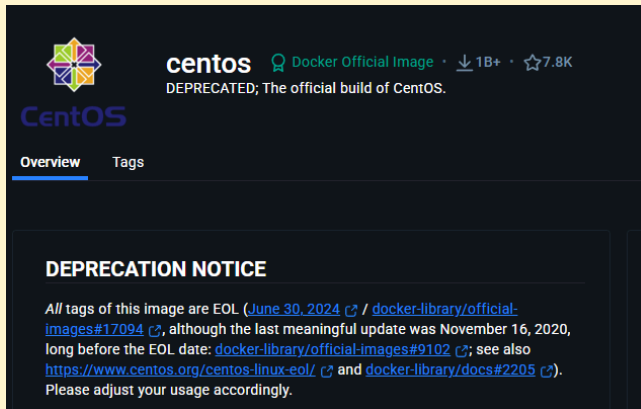 centos Docker Official Image · 1B+ · 7.8K
DEPRECATED; The official build of CentOS.
CentOS
Overview Tags
DEPRECATION NOTICE
All tags of this image are EOL (June 30, 2024 / docker-library/official-
images#17094, although the last meaningful update was November 16, 2020,
long before the EOL date: docker-library/official-images#9102; see also
https://www.centos.org/centos-linux-eol/ and docker-library/docs#2205).
Please adjust your usage accordingly.